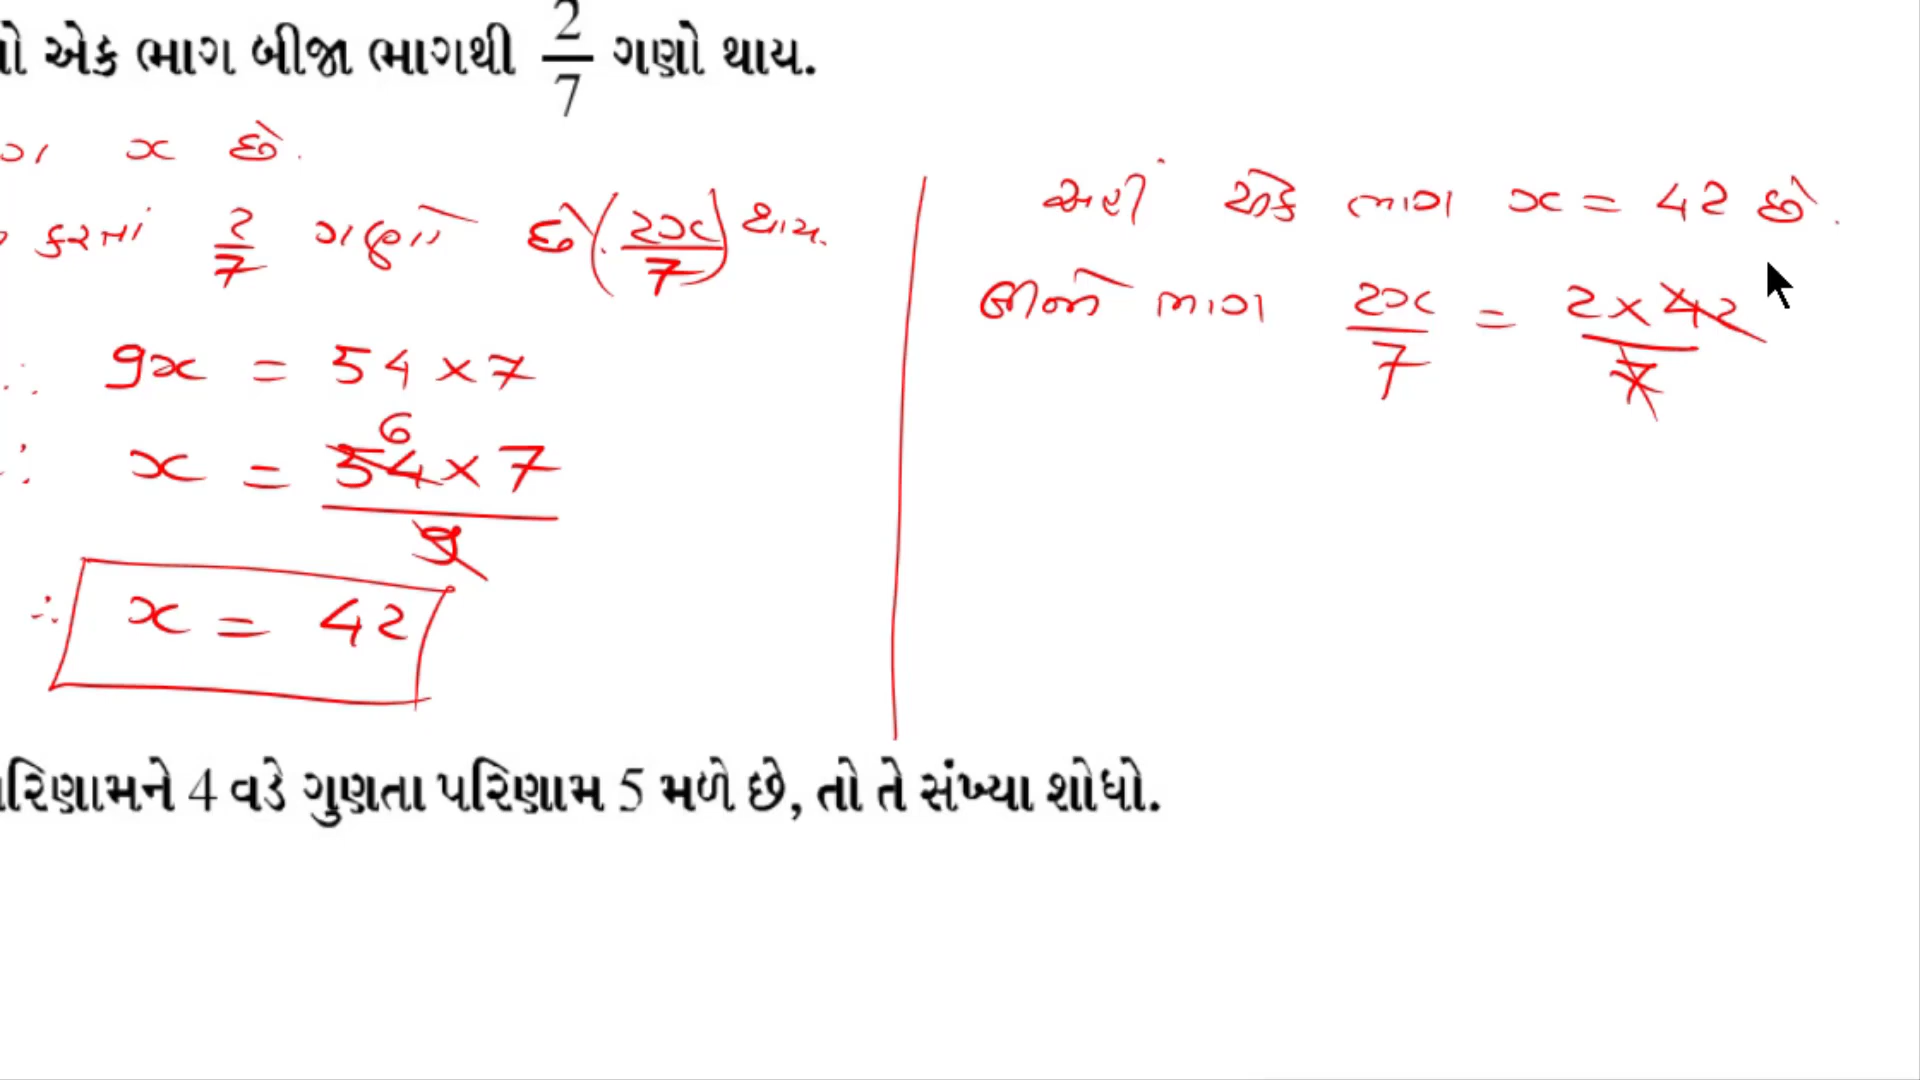 તો એક ભાગ બીજા ભાગથી 2/7 ગણો થાય.
x છે.
કરતાં 2/7 ગણો છે (2x/7) થાય.
∴ 9x = 54 × 7
∴ x = 54 × 7 / 9
6
∴ x = 42
અહીં એક ભાગ x = 42 છે.
બીજો ભાગ 2x/7 = 2 × 42 / 7
પરિણામને 4 વડે ગુણતા પરિણામ 5 મળે છે, તો તે સંખ્યા શોધો.